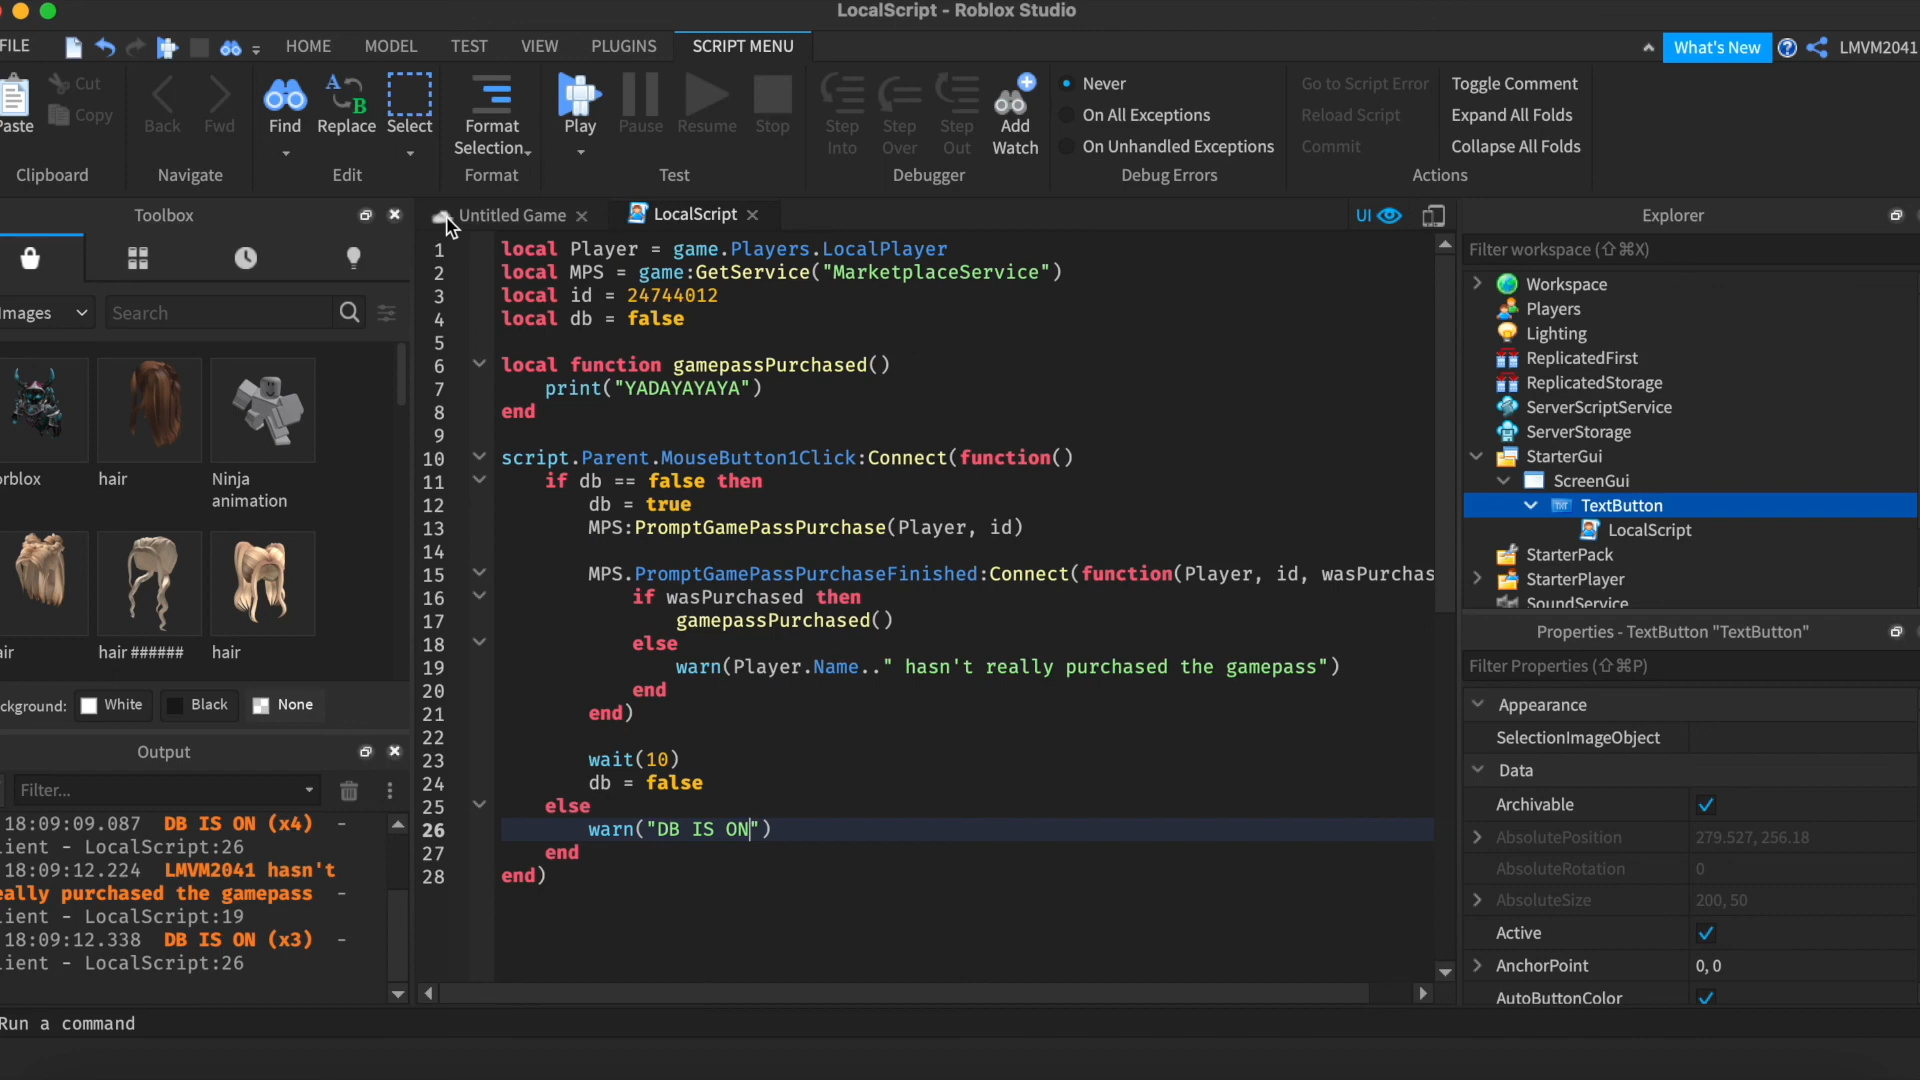 LocalScript - Roblox Studio
FILE
HOME
MODEL
TEST
VIEW
PLUGINS
SCRIPT MENU
What's New
LMVM2041
Paste
Cut
Copy
Clipboard
Back
Fwd
Navigate
Find
Replace
Select
Edit
Format
Selection
Format
Play
Pause
Resume
Stop
Test
Step
Into
Step
Over
Step
Out
Add
Watch
Debugger
Never
On All Exceptions
On Unhandled Exceptions
Debug Errors
Go to Script Error
Reload Script
Commit
Toggle Comment
Expand All Folds
Collapse All Folds
Actions
Toolbox
mages
Search
orblox
hair
Ninja
animation
air
hair ######
hair
ckground:
White
Black
None
Output
Filter...
18:09:09.087 DB IS ON (x4) -
lient - LocalScript:26
18:09:12.224 LMVM2041 hasn't
eally purchased the gamepass -
lient - LocalScript:19
18:09:12.338 DB IS ON (x3) -
lient - LocalScript:26
Untitled Game
LocalScript
UI
1 local Player = game.Players.LocalPlayer
2 local MPS = game:GetService("MarketplaceService")
3 local id = 24744012
4 local db = false
5
6 local function gamepassPurchased()
7 print("YADAYAYAYA")
8 end
9
10 script.Parent.MouseButton1Click:Connect(function()
11 if db == false then
12 db = true
13 MPS:PromptGamePassPurchase(Player, id)
14
15 MPS.PromptGamePassPurchaseFinished:Connect(function(Player, id, wasPurchas
16 if wasPurchased then
17 gamepassPurchased()
18 else
19 warn(Player.Name.." hasn't really purchased the gamepass")
20 end
21 end)
22
23 wait(10)
24 db = false
25 else
26 warn("DB IS ON")
27 end
28 end)
Explorer
Filter workspace (⇧⌘X)
Workspace
Players
Lighting
ReplicatedFirst
ReplicatedStorage
ServerScriptService
ServerStorage
StarterGui
ScreenGui
TXT TextButton
LocalScript
StarterPack
StarterPlayer
SoundService
Properties - TextButton "TextButton"
Filter Properties (⇧⌘P)
Appearance
SelectionImageObject
Data
Archivable
AbsolutePosition 279.527, 256.18
AbsoluteRotation 0
AbsoluteSize 200, 50
Active
AnchorPoint 0, 0
AutoButtonColor
Run a command